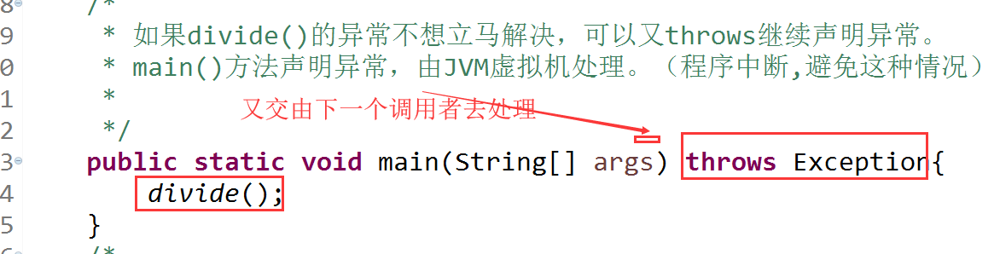 8 /*
9 * 如果divide()的异常不想立马解决，可以又throws继续声明异常。
0 * main()方法声明异常，由JVM虚拟机处理。（程序中断,避免这种情况）
1 *
又交由下一个调用者去处理
2 */
3 public static void main(String[] args) throws Exception{
4 divide();
5 }
6 /*